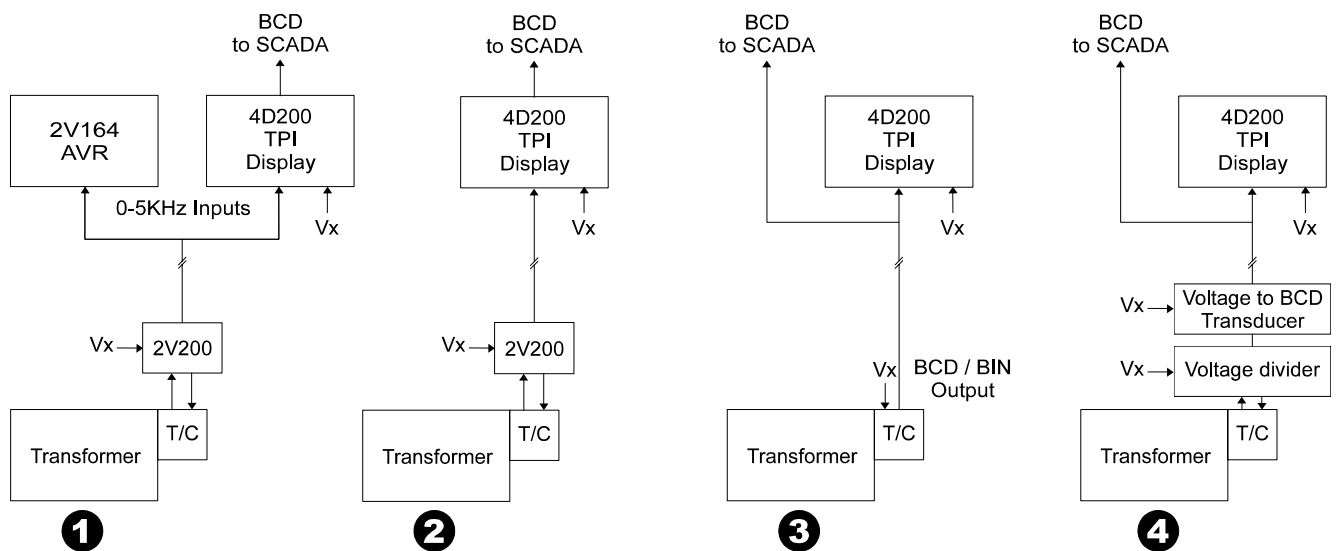 BCD
to SCADA
2V164
AVR
4D200
TPI
Display
0-5KHz Inputs
Vx
Vx
2V200
T/C
Transformer
1
BCD
to SCADA
4D200
TPI
Display
Vx
Vx
2V200
T/C
Transformer
2
BCD
to SCADA
4D200
TPI
Display
Vx
Vx
BCD / BIN
Output
T/C
Transformer
3
BCD
to SCADA
4D200
TPI
Display
Vx
Vx
Voltage to BCD
Transducer
Vx
Voltage divider
T/C
Transformer
4